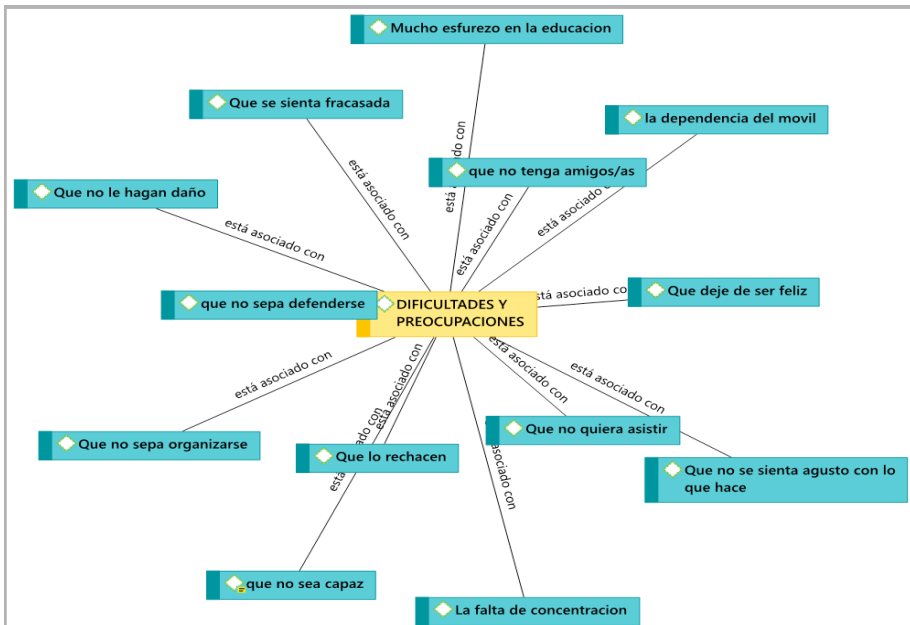 Mucho esfurezo en la educacion
Que se sienta fracasada
la dependencia del movil
está asociado con
está asociado con
que no tenga amigos/as
Que no le hagan daño
está asociado con
está asociado con
está asociado con
Que deje de ser feliz
está asociado con
que no sepa defenderse
DIFICULTADES Y
PREOCUPACIONES
está asociado con
está asociado con
está asociado con
está asociado con
está asociado con
está asociado con
Que no quiera asistir
Que no sepa organizarse
Que lo rechacen
Que no se sienta agusto con lo
que hace
que no sea capaz
La falta de concentracion